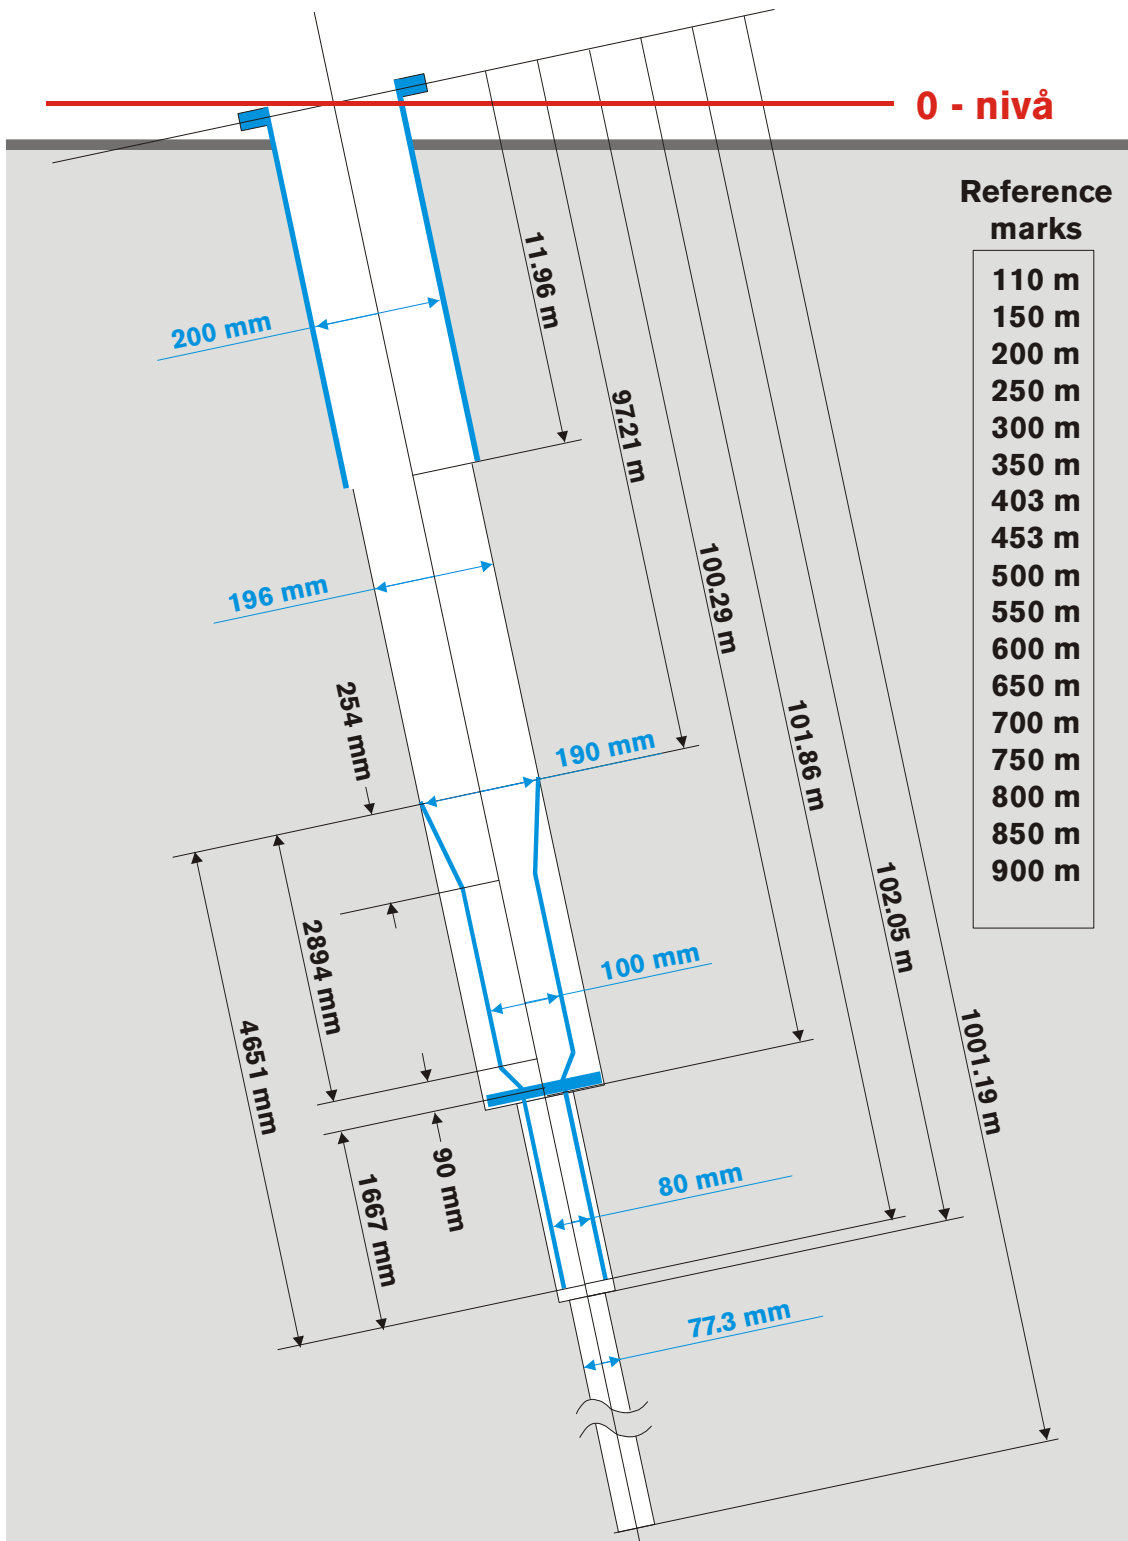 0 - nivå
Reference
marks
110 m
150 m
200 m
250 m
300 m
350 m
403 m
453 m
500 m
550 m
600 m
650 m
700 m
750 m
800 m
850 m
900 m
11.96 m
200 mm
97.21 m
100.29 m
196 mm
254 mm
190 mm
101.86 m
102.05 m
2894 mm
100 mm
4651 mm
1001.19 m
90 mm
1667 mm
80 mm
77.3 mm